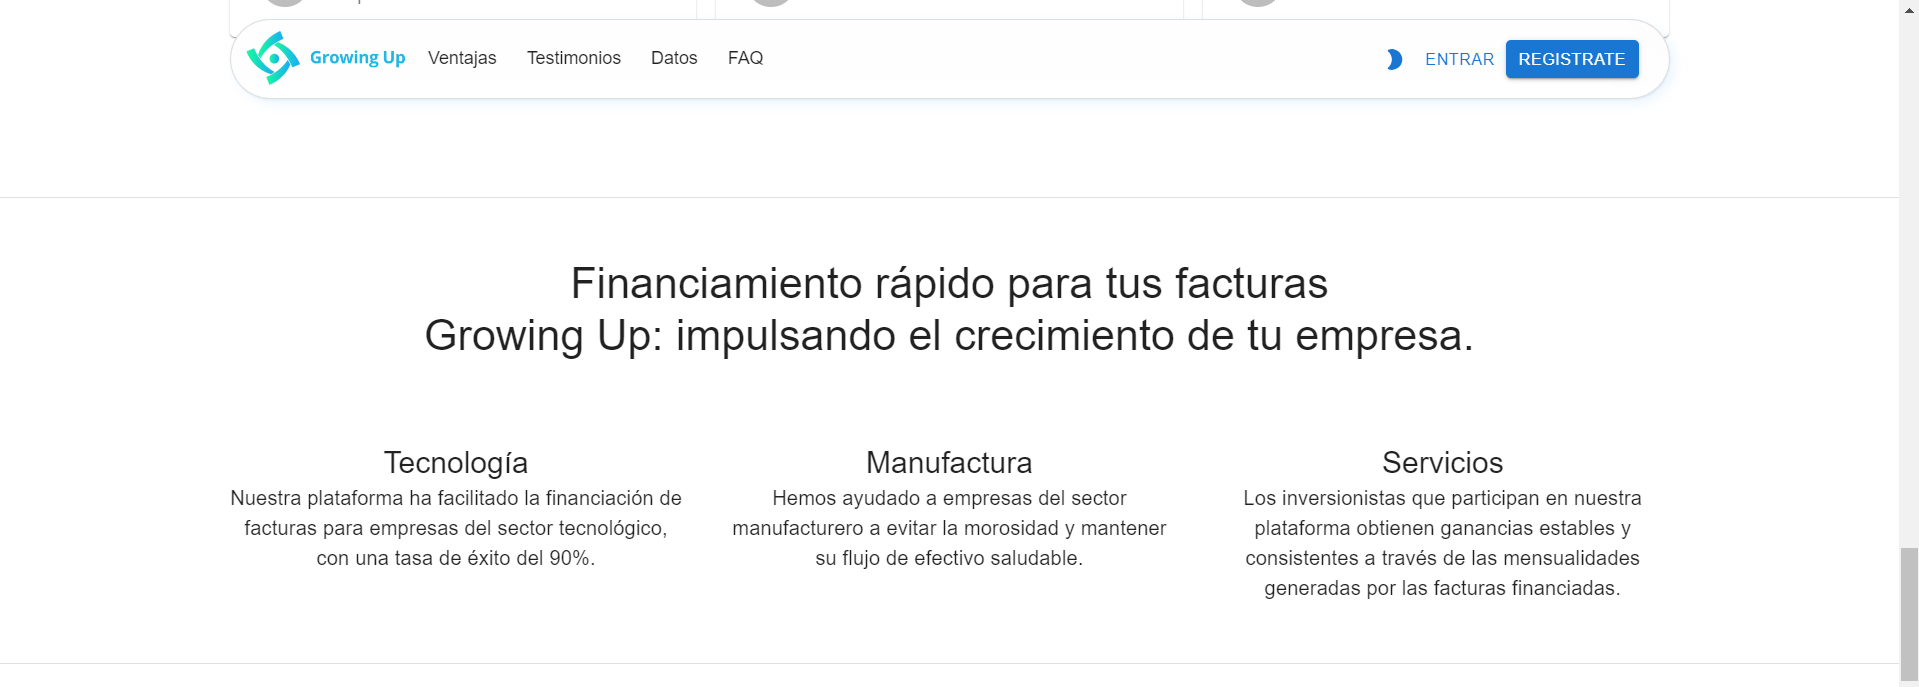 Growing Up Ventajas Testimonios Datos FAQ ENTRAR REGISTRATE
Financiamiento rápido para tus facturas
Growing Up: impulsando el crecimiento de tu empresa.
Tecnología
Nuestra plataforma ha facilitado la financiación de
facturas para empresas del sector tecnológico,
con una tasa de éxito del 90%.
Manufactura
Hemos ayudado a empresas del sector
manufacturero a evitar la morosidad y mantener
su flujo de efectivo saludable.
Servicios
Los inversionistas que participan en nuestra
plataforma obtienen ganancias estables y
consistentes a través de las mensualidades
generadas por las facturas financiadas.